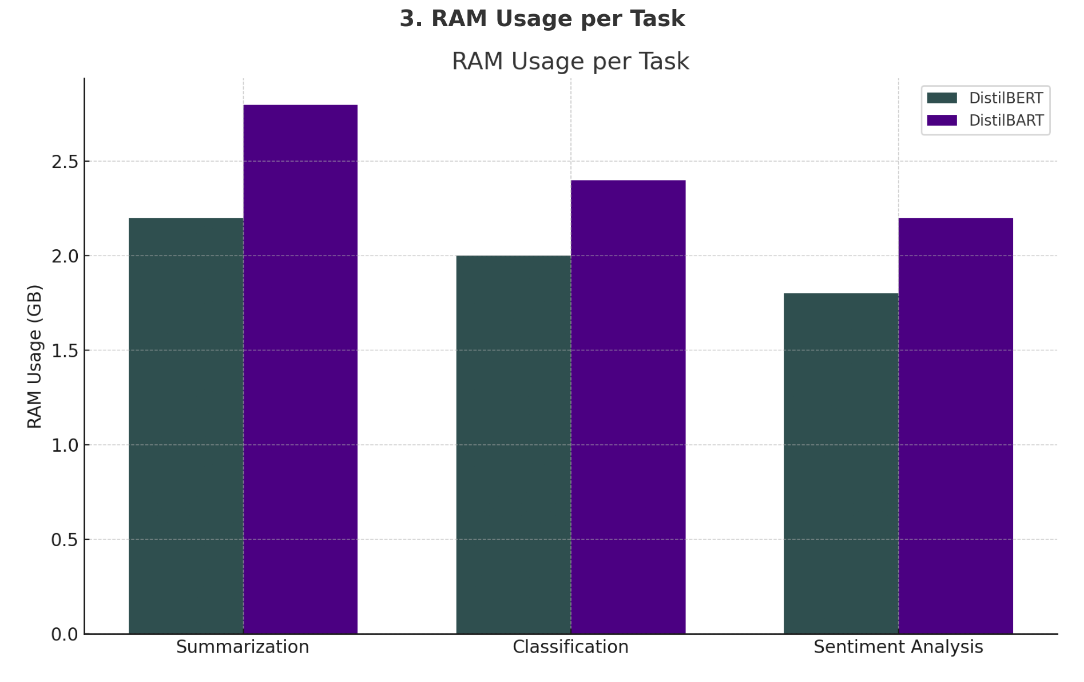 3. RAM Usage per Task
RAM Usage per Task
DistilBERT
DistilBART
2.5
2.0
1.5
1.0
0.5
0.0
RAM Usage (GB)
Summarization
Classification
Sentiment Analysis